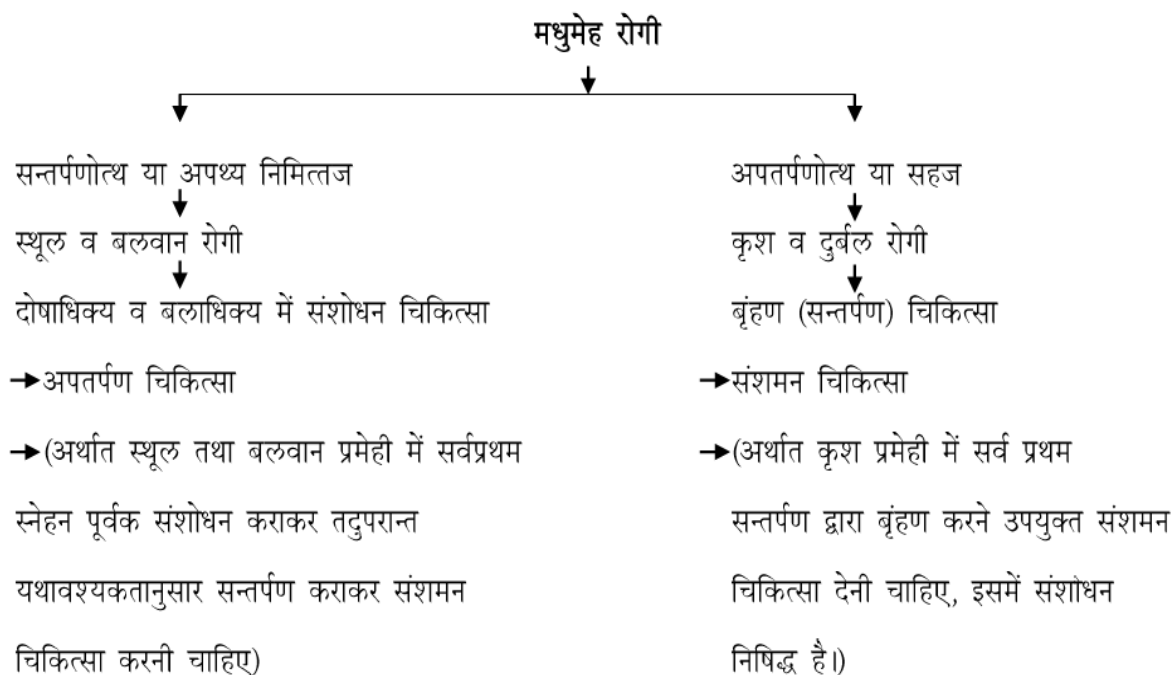 मधुमेह रोगी
सन्तर्पणोत्थ या अपथ्य निमित्तज
स्थूल व बलवान रोगी
दोषाधिक्य व बलाधिक्य में संशोधन चिकित्सा
अपतर्पण चिकित्सा
(अर्थात स्थूल तथा बलवान प्रमेही में सर्वप्रथम
स्नेहन पूर्वक संशोधन कराकर तदुपरान्त
यथावश्यकतानुसार सन्तर्पण कराकर संशमन
चिकित्सा करनी चाहिए)
अपतर्पणोत्थ या सहज
कृश व दुर्बल रोगी
बृंहण (सन्तर्पण) चिकित्सा
संशमन चिकित्सा
(अर्थात कृश प्रमेही में सर्व प्रथम
सन्तर्पण द्वारा बृंहण करने उपयुक्त संशमन
चिकित्सा देनी चाहिए, इसमें संशोधन
निषिद्ध है।)